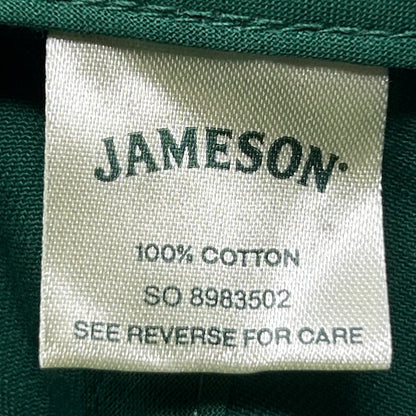 JAMESON
100% COTTON
SO 8983502
SEE REVERSE FOR CARE